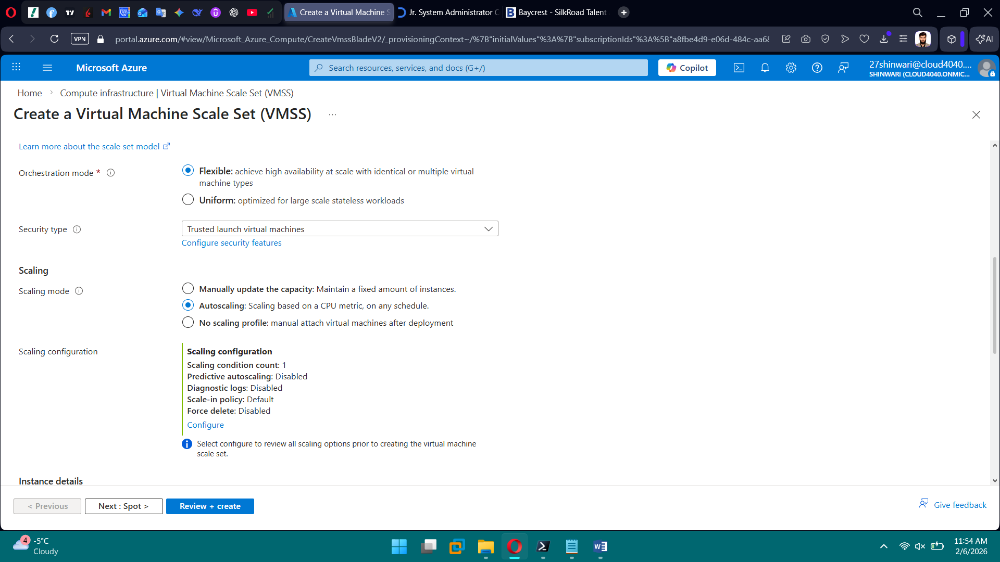 Create a Virtual Machine S
Jr. System Administrator C
Baycrest - SilkRoad Talent
VPN
portal.azure.com/#view/Microsoft_Azure_Compute/CreateVmssBladeV2/_provisioningContext~/%7B"initialValues"%3A%7B"subscriptionIds"%3A%5B"a8fbe4d9-e06d-484c-aa68
AI
Microsoft Azure
Search resources, services, and docs (G+/)
Copilot
27shinwari@cloud4040....
SHINWARI (CLOUD4040.ONMIC...
Home > Compute infrastructure | Virtual Machine Scale Set (VMSS)
Create a Virtual Machine Scale Set (VMSS) ...
Learn more about the scale set model
Orchestration mode *
Flexible: achieve high availability at scale with identical or multiple virtual
machine types
Uniform: optimized for large scale stateless workloads
Security type
Trusted launch virtual machines
Configure security features
Scaling
Scaling mode
Manually update the capacity: Maintain a fixed amount of instances.
Autoscaling: Scaling based on a CPU metric, on any schedule.
No scaling profile: manual attach virtual machines after deployment
Scaling configuration
Scaling configuration
Scaling condition count: 1
Predictive autoscaling: Disabled
Diagnostic logs: Disabled
Scale-in policy: Default
Force delete: Disabled
Configure
Select configure to review all scaling options prior to creating the virtual machine
scale set.
Instance details
< Previous
Next : Spot >
Review + create
Give feedback
4
-5°C
Cloudy
11:54 AM
2/6/2026